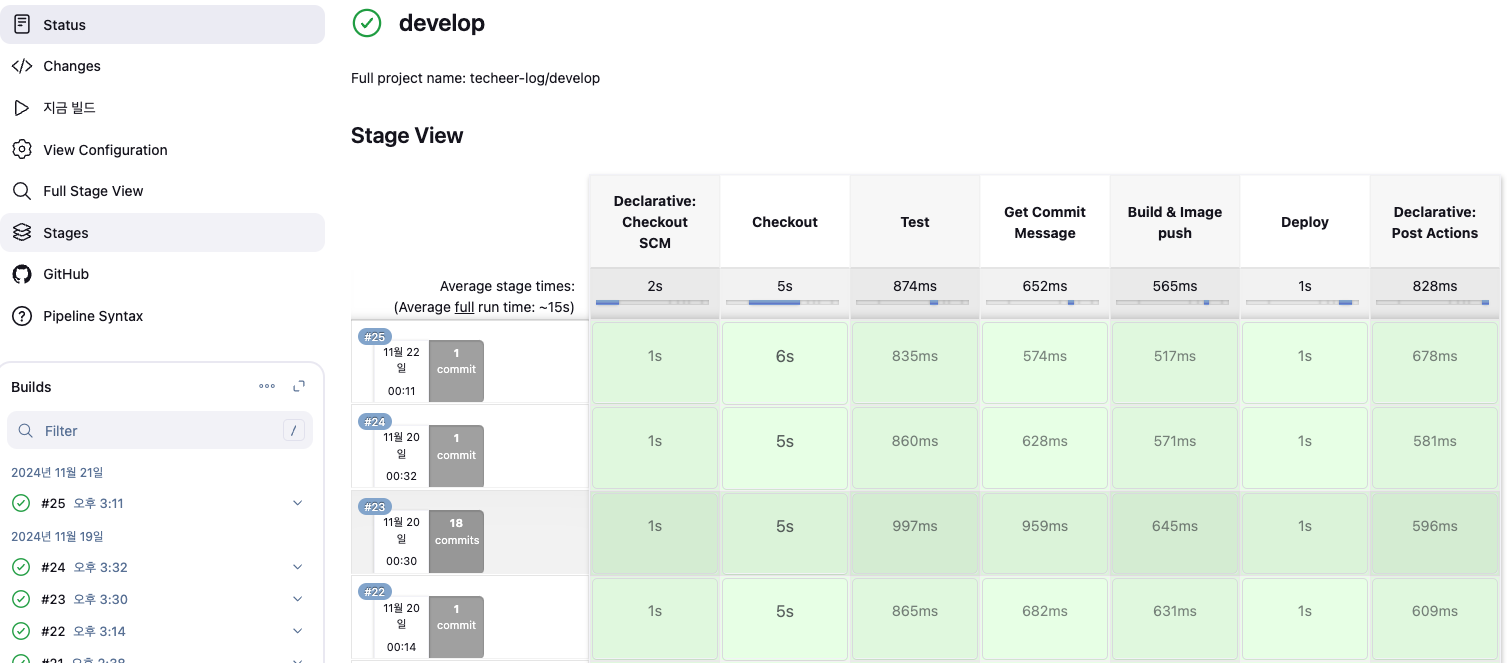 Status
Changes
지금 빌드
View Configuration
Full Stage View
Stages
GitHub
Pipeline Syntax
Builds
Filter
/
2024년 11월 21일
#25 오후 3:11
2024년 11월 19일
#24 오후 3:32
#23 오후 3:30
#22 오후 3:14
#21 오후 2:38
develop
Full project name: techeer-log/develop
Stage View
Declarative:
Checkout
SCM
Checkout
Test
Get Commit
Message
Build & Image
push
Deploy
Declarative:
Post Actions
Average stage times:
(Average full run time: ~15s)
2s 5s 874ms 652ms 565ms 1s 828ms
#25
11월 22
일
00:11
1
commit
1s 6s 835ms 574ms 517ms 1s 678ms
#24
11월 20
일
00:32
1
commit
1s 5s 860ms 628ms 571ms 1s 581ms
#23
11월 20
일
00:30
18
commits
1s 5s 997ms 959ms 645ms 1s 596ms
#22
11월 20
일
00:14
1
commit
1s 5s 865ms 682ms 631ms 1s 609ms